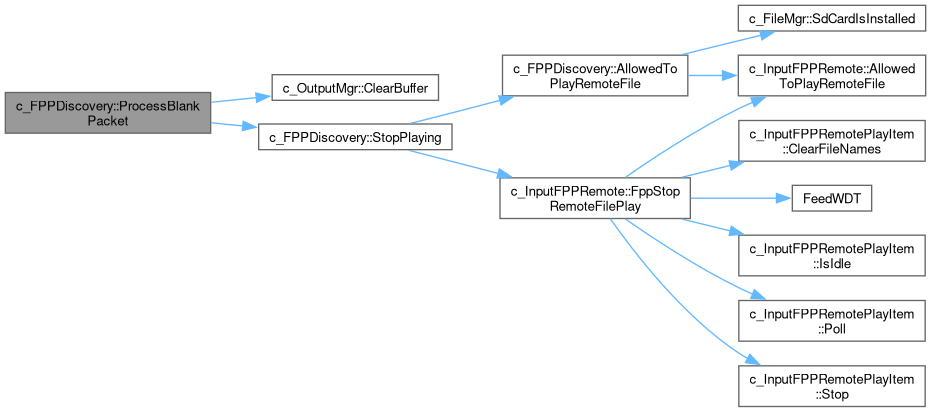 c_FPPDiscovery::ProcessBlank
Packet
c_OutputMgr::ClearBuffer
c_FPPDiscovery::StopPlaying
c_FPPDiscovery::AllowedTo
PlayRemoteFile
c_InputFPPRemote::FppStop
RemoteFilePlay
c_FileMgr::SdCardIsInstalled
c_InputFPPRemote::Allowed
ToPlayRemoteFile
c_InputFPPRemotePlayItem
::ClearFileNames
FeedWDT
c_InputFPPRemotePlayItem
::IsIdle
c_InputFPPRemotePlayItem
::Poll
c_InputFPPRemotePlayItem
::Stop